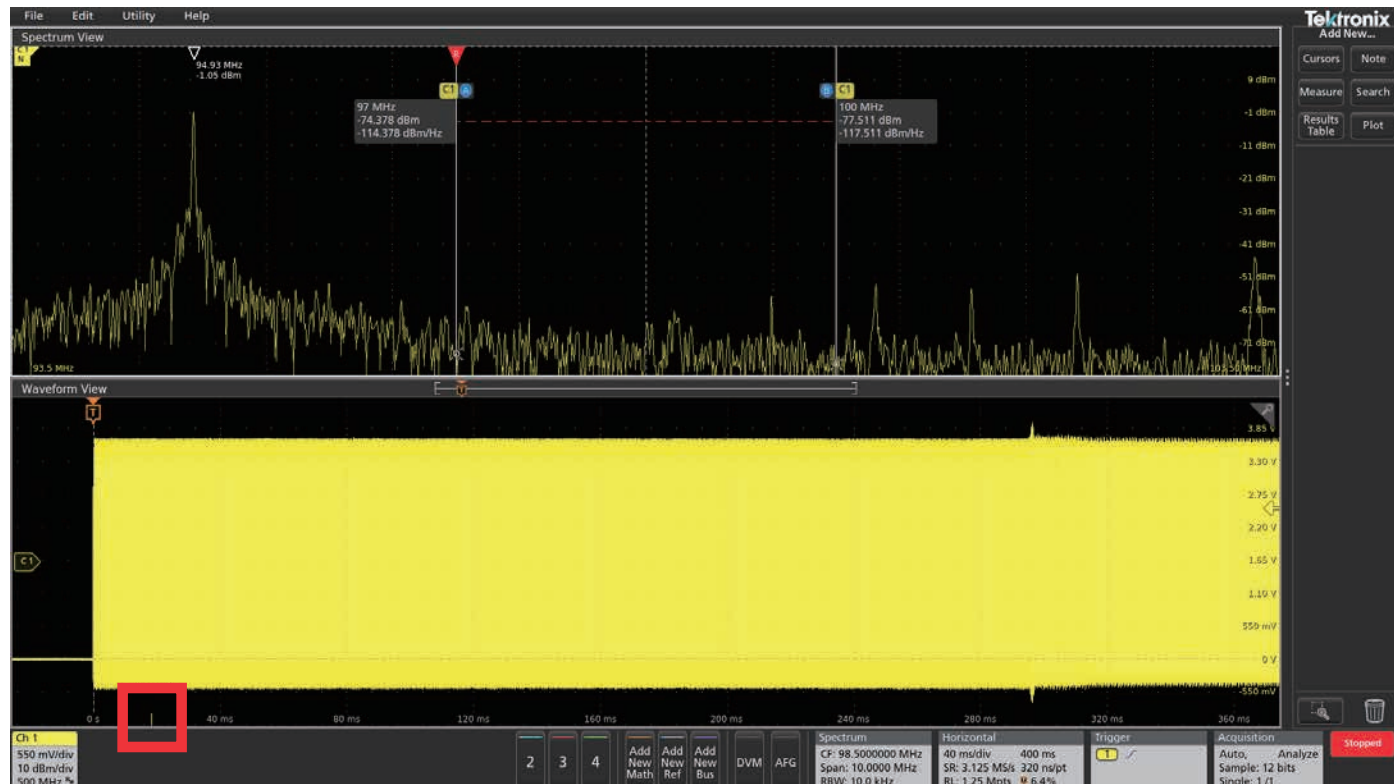 File Edit Utility Help
Tektronix
Add New...
Spectrum View
Cursors Note
Measure Search
Results Table Plot
C1
N
94.93 MHz
-1.05 dBm
R
C1 A
B C1
97 MHz
-74.378 dBm
-114.378 dBm/Hz
100 MHz
-77.511 dBm
-117.511 dBm/Hz
9 dBm
-1 dBm
-11 dBm
-21 dBm
-31 dBm
-41 dBm
-51 dBm
-61 dBm
-71 dBm
93.5 MHz
Waveform View
T
T
3.85 V
3.30 V
2.75 V
2.20 V
1.65 V
1.10 V
550 mV
0 V
-550 mV
C1
0 s 40 ms 80 ms 120 ms 160 ms 200 ms 240 ms 280 ms 320 ms 360 ms
Ch 1
550 mV/div
10 dBm/div
500 MHz
2 3 4
Add New Math
Add New Ref
Add New Bus
DVM AFG
Spectrum
CF: 98.5000000 MHz
Span: 10.0000 MHz
RBW: 10.0 kHz
Horizontal
40 ms/div 400 ms
SR: 3.125 MS/s 320 ns/pt
RL: 1.25 Mpts 6.4%
Trigger
1
Acquisition
Auto, Analyze
Sample: 12 bits
Single: 1 /1
Stopped